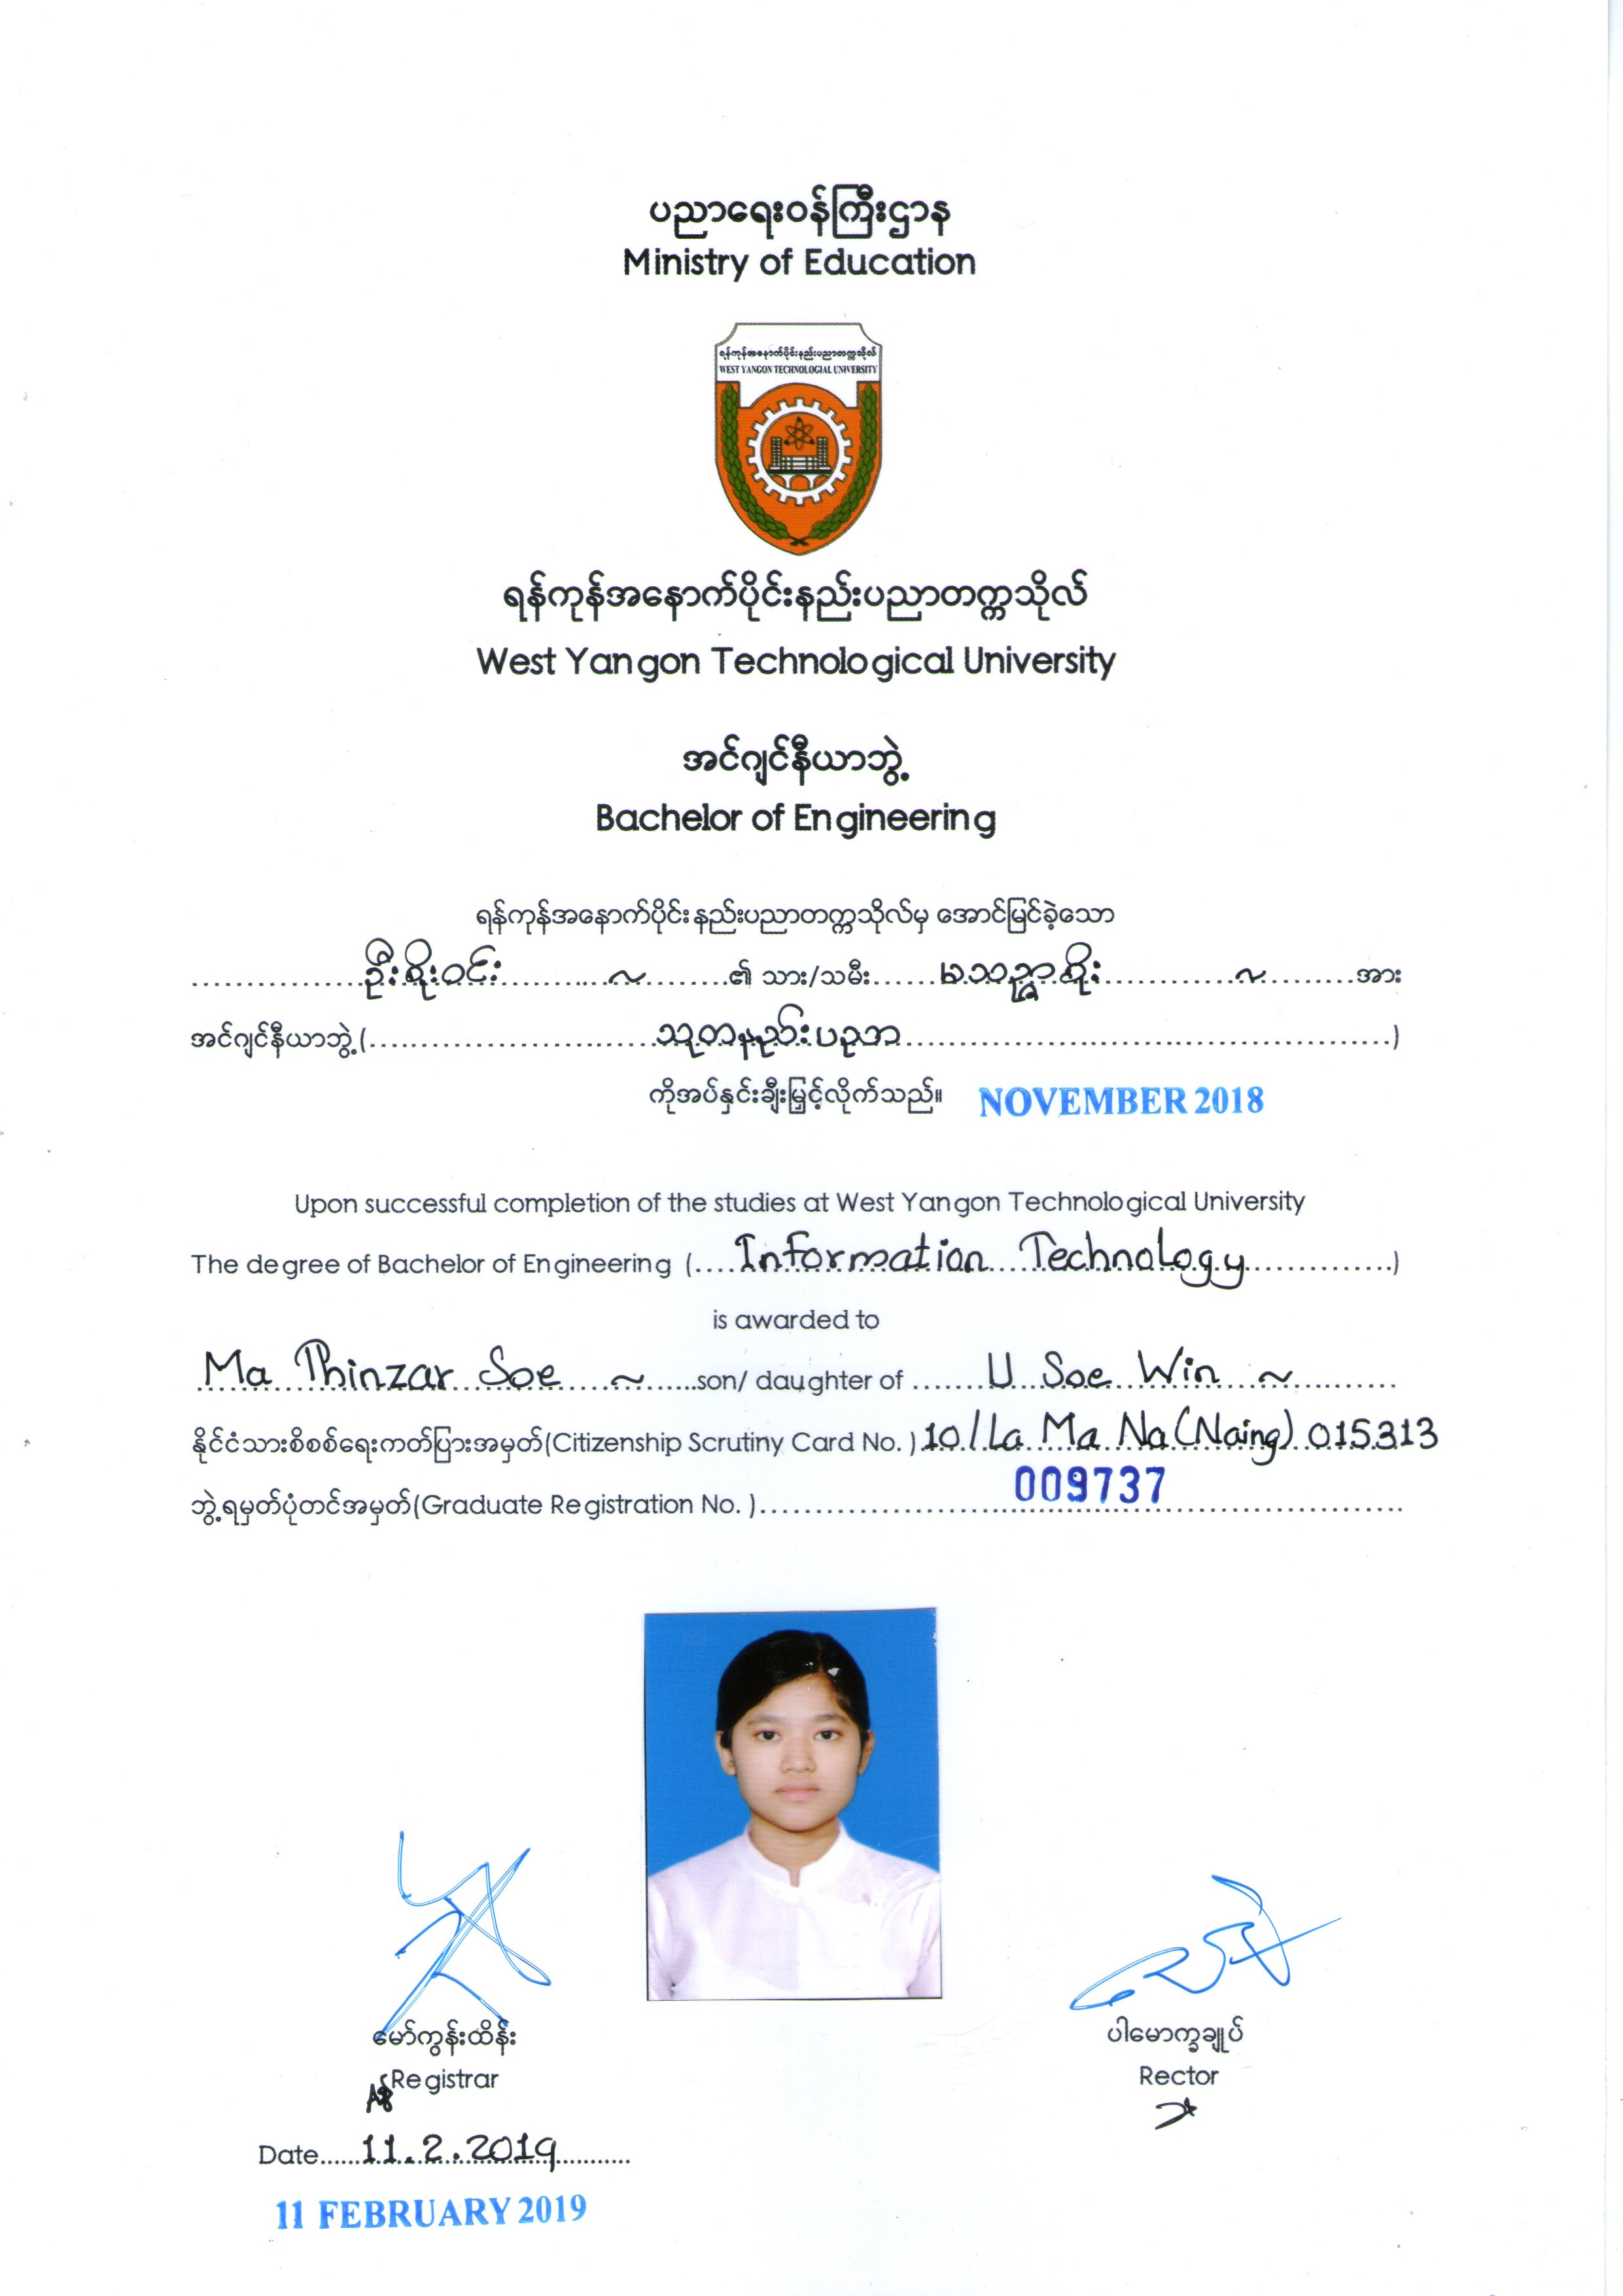 ပညာရေးဝန်ကြီးဌာန
Ministry of Education
ရန်ကုန်အနောက်ပိုင်းနည်းပညာတက္ကသိုလ်
WEST YANGON TECHNOLOGIAL UNIVERSITY
ရန်ကုန်အနောက်ပိုင်းနည်းပညာတက္ကသိုလ်
West Yangon Technological University
အင်ဂျင်နီယာဘွဲ့
Bachelor of Engineering
ရန်ကုန်အနောက်ပိုင်းနည်းပညာတက္ကသိုလ်မှ အောင်မြင်ခဲ့သော
ဦးစိုးဝင်း ~ ၏ သား/သမီး မသဉ္ဇာစိုး ~ အား
အင်ဂျင်နီယာဘွဲ့ (သုတနည်းပညာ)
ကိုအပ်နှင်းချီးမြှင့်လိုက်သည်။ NOVEMBER 2018
Upon successful completion of the studies at West Yangon Technological University
The degree of Bachelor of Engineering (Information Technology)
is awarded to
Ma Thinzar Soe ~ son/ daughter of U Soe Win ~
နိုင်ငံသားစိစစ်ရေးကတ်ပြားအမှတ်(Citizenship Scrutiny Card No. ) 10/La Ma Na (Naing) 015313
ဘွဲ့ရမှတ်ပုံတင်အမှတ်(Graduate Registration No. ) 009737
မော်ကွန်းထိန်း
Registrar
ပါမောက္ခချုပ်
Rector
Date 11.2.2019
11 FEBRUARY 2019